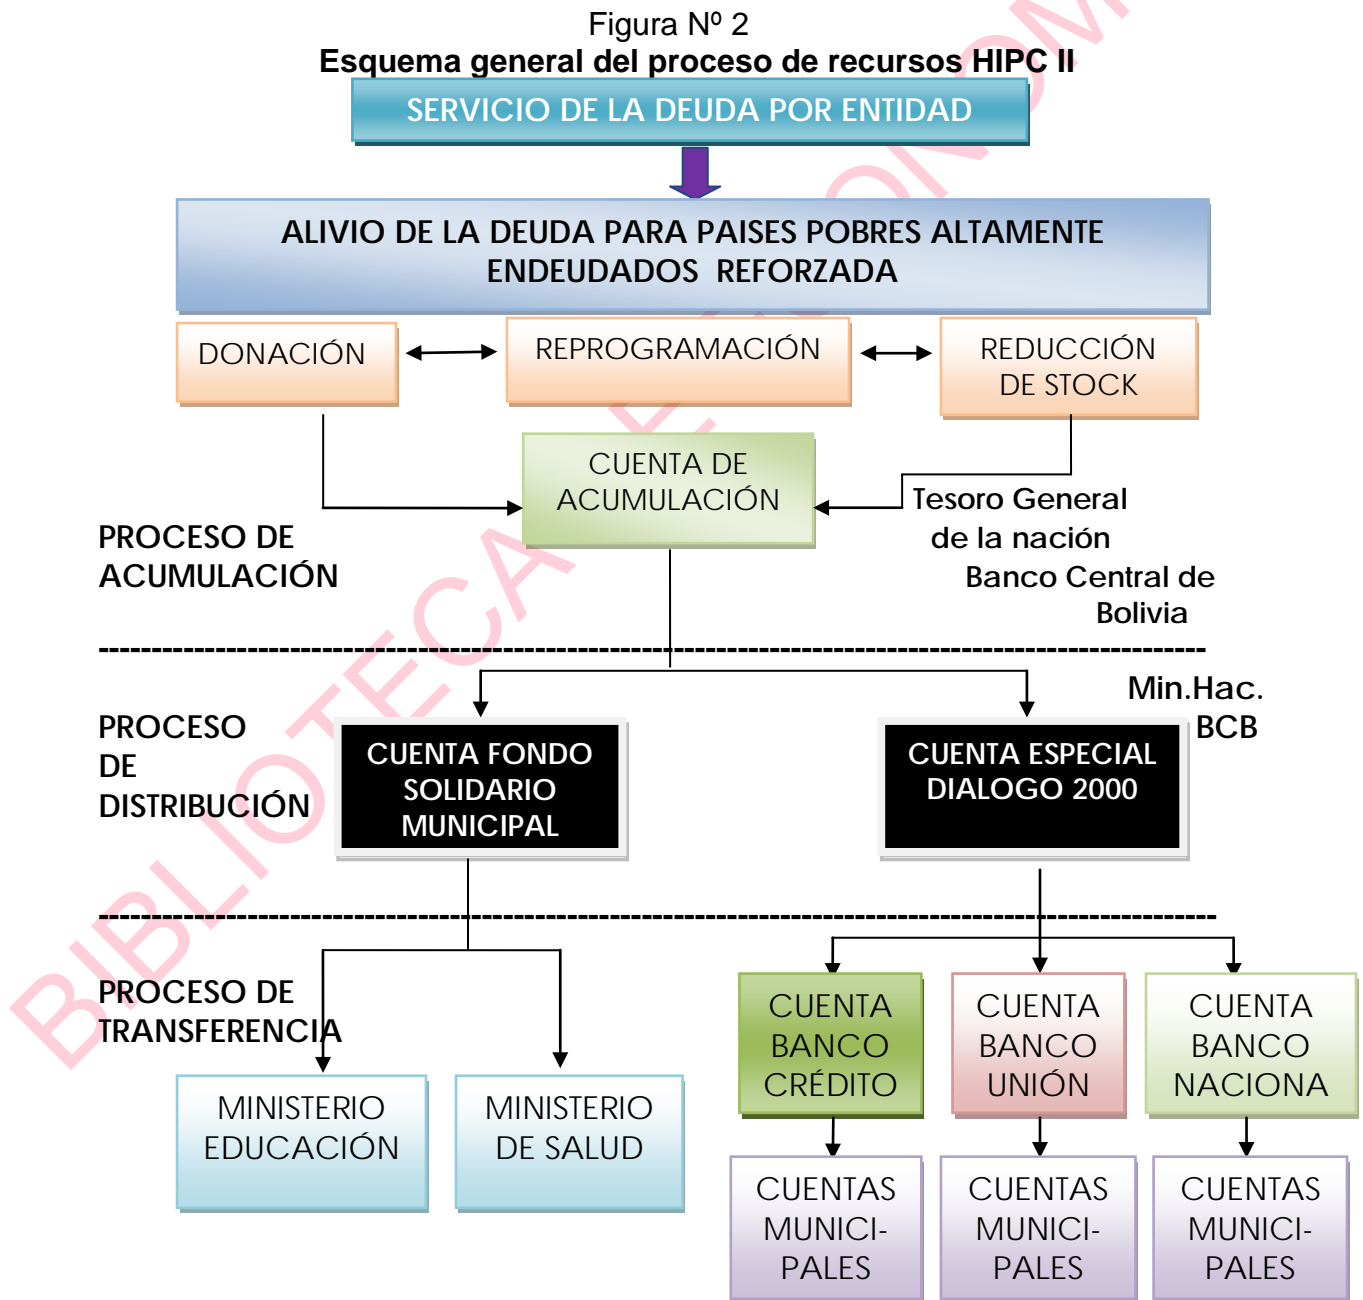 Figura Nº 2
Esquema general del proceso de recursos HIPC II
SERVICIO DE LA DEUDA POR ENTIDAD
ALIVIO DE LA DEUDA PARA PAISES POBRES ALTAMENTE
ENDEUDADOS REFORZADA
DONACIÓN
REPROGRAMACIÓN
REDUCCIÓN
DE STOCK
CUENTA DE
ACUMULACIÓN
PROCESO DE
ACUMULACIÓN
Tesoro General
de la nación
Banco Central de
Bolivia
Min.Hac.
BCB
PROCESO
DE
DISTRIBUCIÓN
CUENTA FONDO
SOLIDARIO
MUNICIPAL
CUENTA ESPECIAL
DIALOGO 2000
PROCESO DE
TRANSFERENCIA
MINISTERIO
EDUCACIÓN
MINISTERIO
DE SALUD
CUENTA
BANCO
CRÉDITO
CUENTA
BANCO
UNIÓN
CUENTA
BANCO
NACIONA
CUENTAS
MUNICI-
PALES
CUENTAS
MUNICI-
PALES
CUENTAS
MUNICI-
PALES
BIBLIOTECA